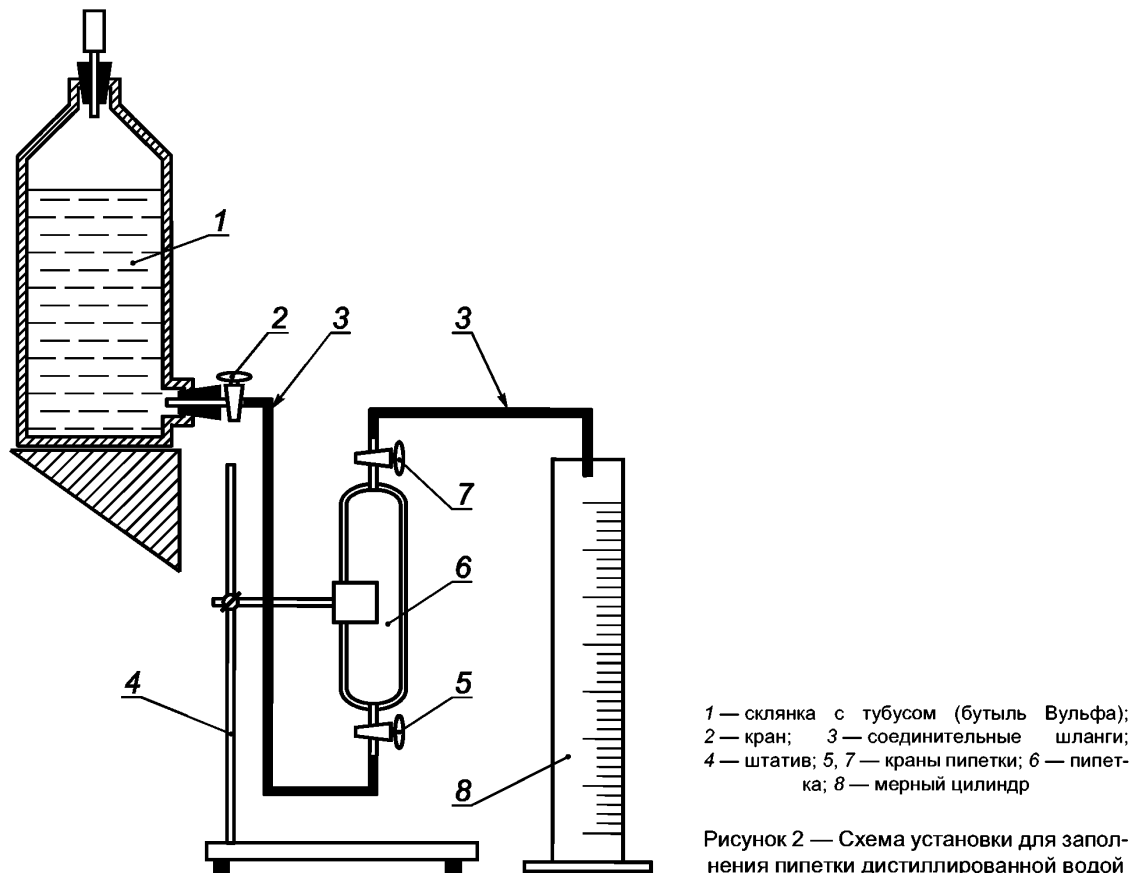 1
2
3
3
7
6
4
5
8
1 — склянка с тубусом (бутыль Вульфа);
2 — кран; 3 — соединительные шланги;
4 — штатив; 5, 7 — краны пипетки; 6 — пипет-
ка; 8 — мерный цилиндр
Рисунок 2 — Схема установки для запол-
нения пипетки дистиллированной водой